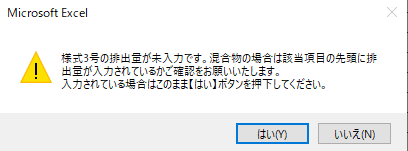 Microsoft Excel
様式3号の排出量が未入力です。混合物の場合は該当項目の先頭に排
出量が入力されているかご確認をお願いいたします。
入力されている場合はこのまま【はい】ボタンを押下してください。
はい(Y)
いいえ(N)